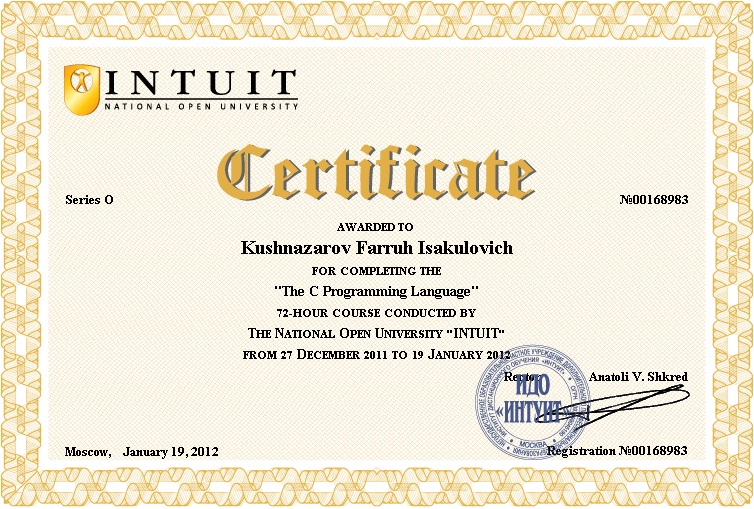 INTUIT
NATIONAL OPEN UNIVERSITY
Certificate
Series O №00168983
AWARDED TO
Kushnazarov Farruh Isakulovich
FOR COMPLETING THE
"The C Programming Language"
72-HOUR COURSE CONDUCTED BY
THE NATIONAL OPEN UNIVERSITY "INTUIT"
FROM 27 DECEMBER 2011 TO 19 JANUARY 2012
Rector Anatoli V. Shkred
ИДО
«ИНТУИТ»
МОСКВА
Moscow, January 19, 2012 Registration №00168983